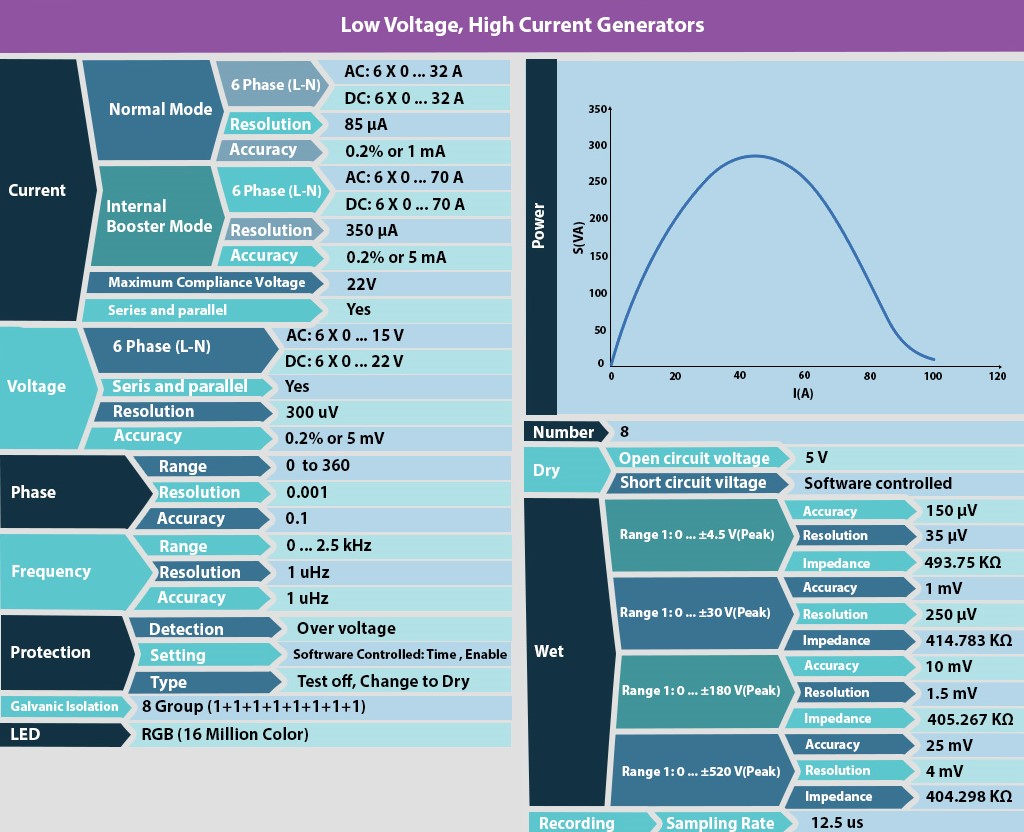 Low Voltage, High Current Generators
Current
Normal Mode
6 Phase (L-N)
AC: 6 X 0 ... 32 A
DC: 6 X 0 ... 32 A
Resolution
85 µA
Accuracy
0.2% or 1 mA
Internal
Booster Mode
6 Phase (L-N)
AC: 6 X 0 ... 70 A
DC: 6 X 0 ... 70 A
Resolution
350 µA
Accuracy
0.2% or 5 mA
Maximum Compliance Voltage
22V
Series and parallel
Yes
Voltage
6 Phase (L-N)
AC: 6 X 0 ... 15 V
DC: 6 X 0 ... 22 V
Seris and parallel
Yes
Resolution
300 uV
Accuracy
0.2% or 5 mV
Phase
Range
0 to 360
Resolution
0.001
Accuracy
0.1
Frequency
Range
0 ... 2.5 kHz
Resolution
1 uHz
Accuracy
1 uHz
Protection
Detection
Over voltage
Setting
Softrware Controlled: Time , Enable
Type
Test off, Change to Dry
Galvanic Isolation
8 Group (1+1+1+1+1+1+1+1)
LED
RGB (16 Million Color)
Power
S(VA)
350
300
250
200
150
100
50
0
0 20 40 60 80 100 120
I(A)
Number
8
Dry
Open circuit voltage
5 V
Short circuit viltage
Software controlled
Wet
Range 1: 0 ... ±4.5 V(Peak)
Accuracy
150 µV
Resolution
35 µV
Impedance
493.75 KΩ
Range 1: 0 ... ±30 V(Peak)
Accuracy
1 mV
Resolution
250 µV
Impedance
414.783 KΩ
Range 1: 0 ... ±180 V(Peak)
Accuracy
10 mV
Resolution
1.5 mV
Impedance
405.267 KΩ
Range 1: 0 ... ±520 V(Peak)
Accuracy
25 mV
Resolution
4 mV
Impedance
404.298 KΩ
Recording
Sampling Rate
12.5 us